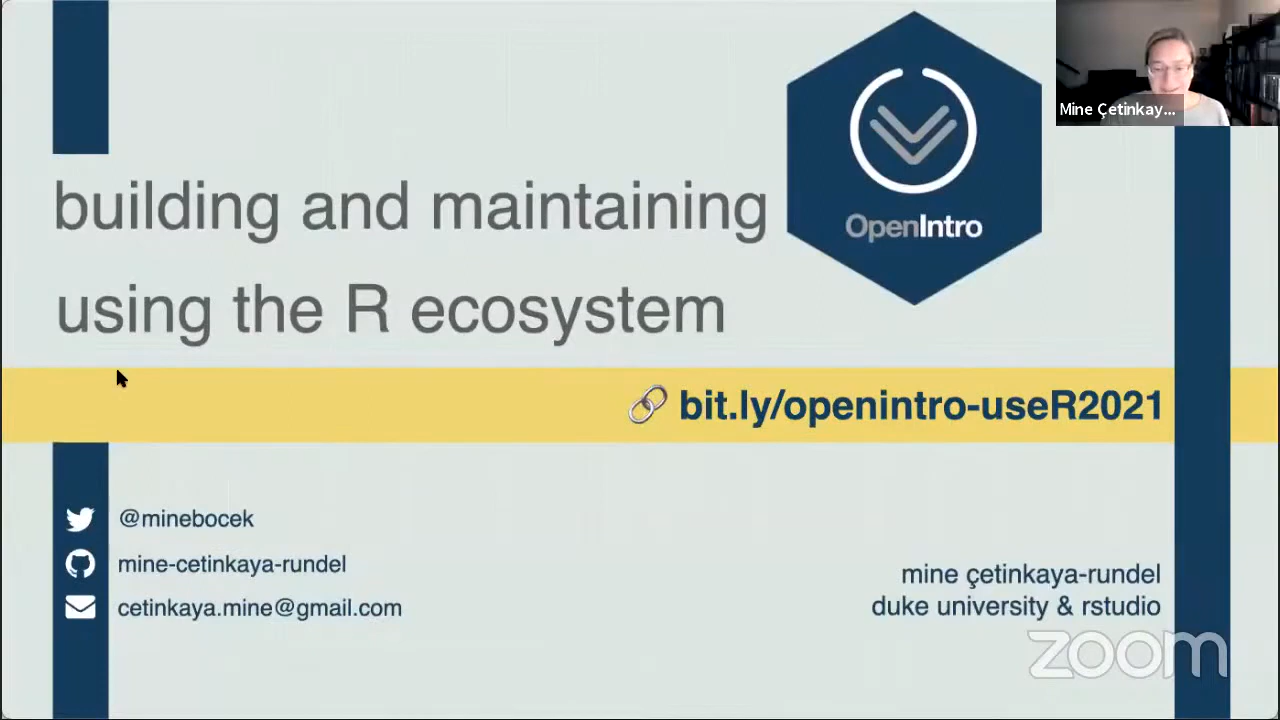 Mine Çetinkay...
building and maintaining
OpenIntro
using the R ecosystem
bit.ly/openintro-useR2021
@minebocek
mine-cetinkaya-rundel
cetinkaya.mine@gmail.com
mine çetinkaya-rundel
duke university & rstudio
zoom